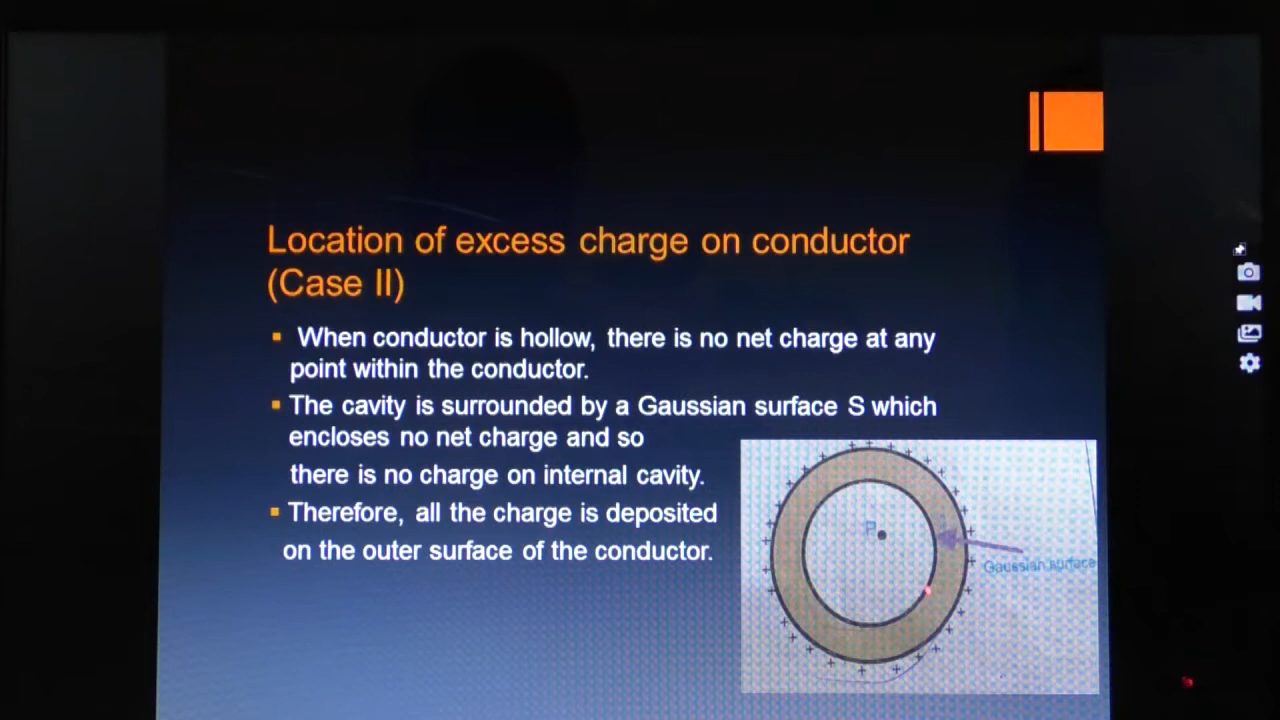 Location of excess charge on conductor
(Case II)
When conductor is hollow, there is no net charge at any
point within the conductor.
The cavity is surrounded by a Gaussian surface S which
encloses no net charge and so
there is no charge on internal cavity.
Therefore, all the charge is deposited
on the outer surface of the conductor.
P
Gaussian surface